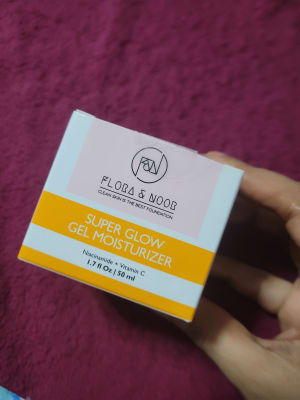 F&N
FLORA & NOOR
CLEAN SKIN IS THE BEST FOUNDATION
SUPER GLOW
GEL MOISTURIZER
Niacinamide + Vitamin C
1.7 fl Oz | 50 ml